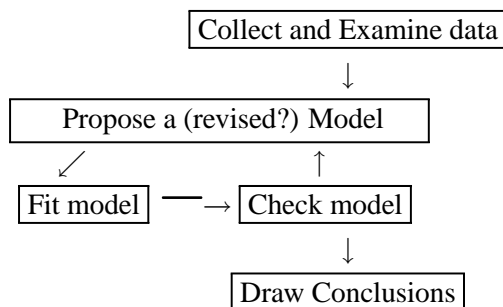 Collect and Examine data
Propose a (revised?) Model
Fit model
Check model
Draw Conclusions